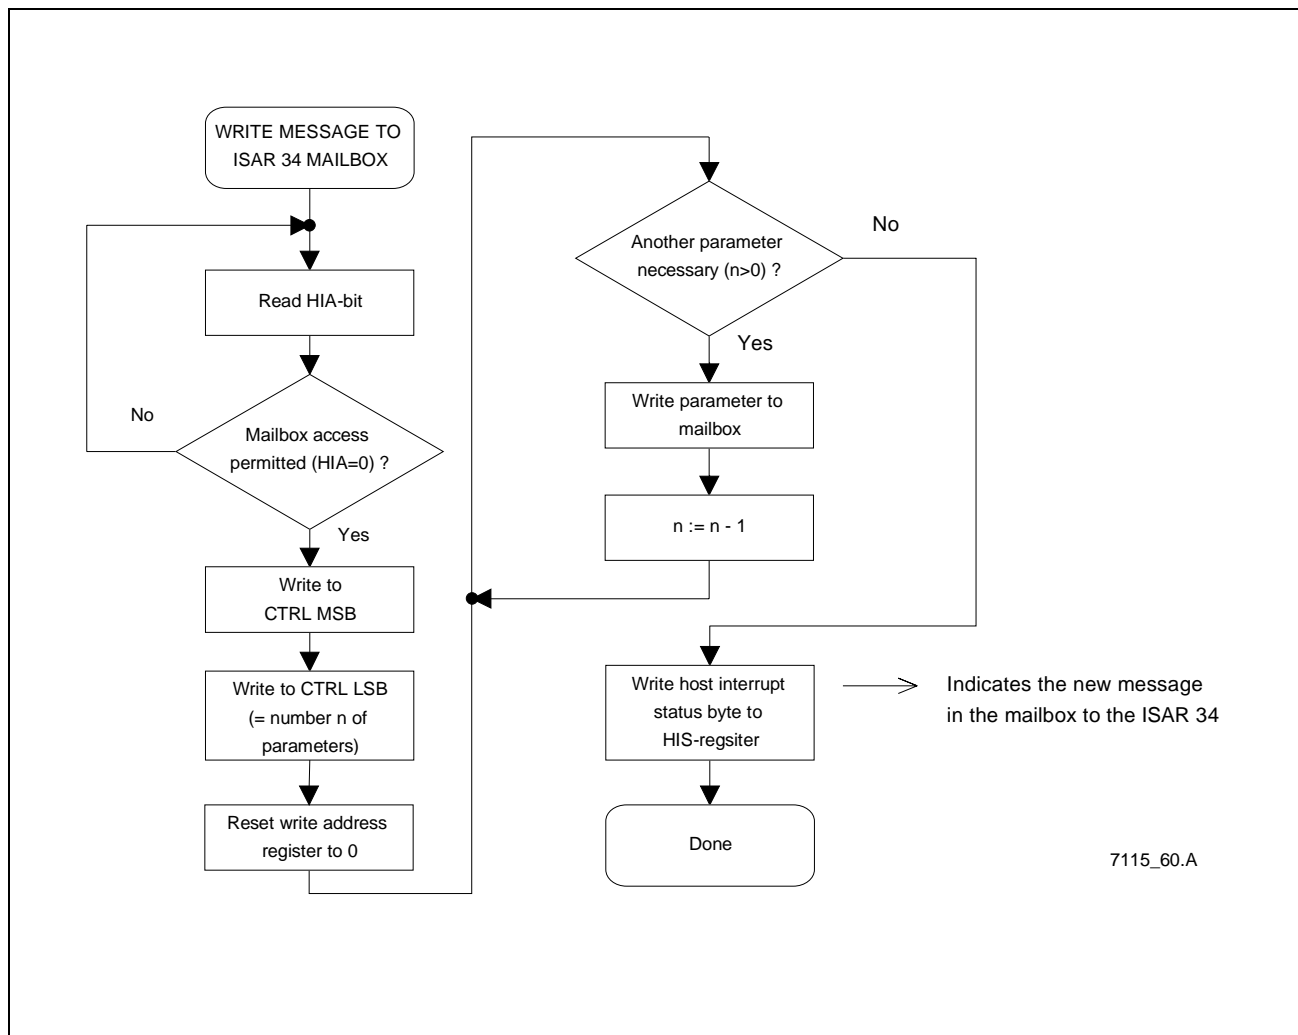 WRITE MESSAGE TO
ISAR 34 MAILBOX
Read HIA-bit
No
Mailbox access
permitted (HIA=0) ?
Yes
Write to
CTRL MSB
Write to CTRL LSB
(= number n of
parameters)
Reset write address
register to 0
Another parameter
necessary (n>0) ?
No
Yes
Write parameter to
mailbox
n := n - 1
Write host interrupt
status byte to
HIS-regsiter
Indicates the new message
in the mailbox to the ISAR 34
Done
7115_60.A